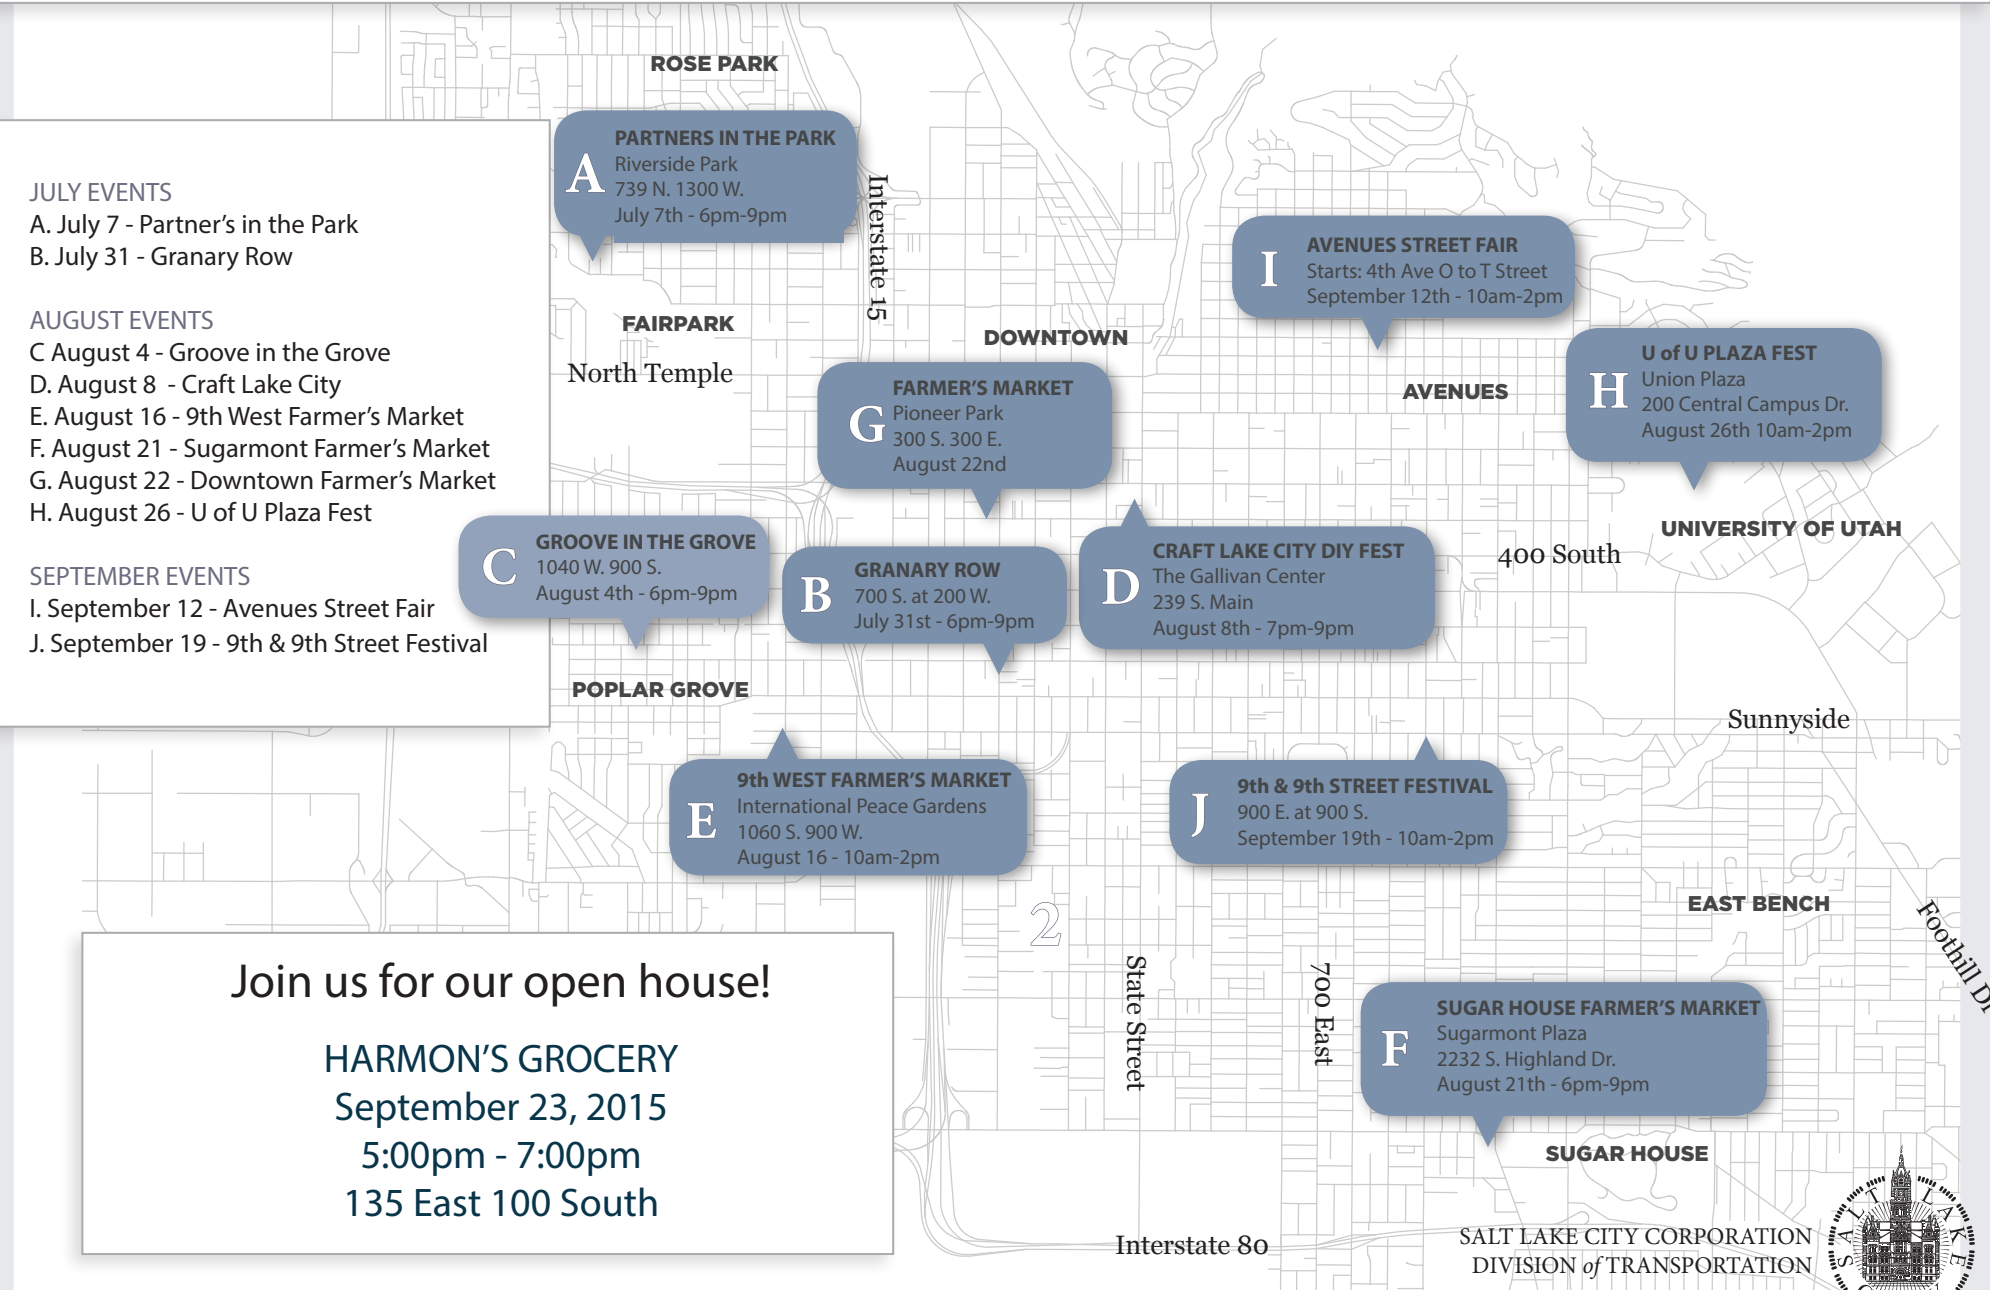 ROSE PARK
A
PARTNERS IN THE PARK
Riverside Park
739 N. 1300 W.
July 7th - 6pm-9pm
Interstate 15
JULY EVENTS
A. July 7 - Partner's in the Park
B. July 31 - Granary Row
AUGUST EVENTS
C August 4 - Groove in the Grove
D. August 8  - Craft Lake City
E. August 16 - 9th West Farmer's Market
F. August 21 - Sugarmont Farmer's Market
G. August 22 - Downtown Farmer's Market
H. August 26 - U of U Plaza Fest
SEPTEMBER EVENTS
I. September 12 - Avenues Street Fair
J. September 19 - 9th & 9th Street Festival
I
AVENUES STREET FAIR
Starts: 4th Ave O to T Street
September 12th - 10am-2pm
FAIRPARK
North Temple
DOWNTOWN
G
FARMER'S MARKET
Pioneer Park
300 S. 300 E.
August 22nd
AVENUES
H
U of U PLAZA FEST
Union Plaza
200 Central Campus Dr.
August 26th 10am-2pm
UNIVERSITY OF UTAH
C
GROOVE IN THE GROVE
1040 W. 900 S.
August 4th - 6pm-9pm
B
GRANARY ROW
700 S. at 200 W.
July 31st - 6pm-9pm
D
CRAFT LAKE CITY DIY FEST
The Gallivan Center
239 S. Main
August 8th - 7pm-9pm
400 South
POPLAR GROVE
Sunnyside
E
9th WEST FARMER'S MARKET
International Peace Gardens
1060 S. 900 W.
August 16 - 10am-2pm
J
9th & 9th STREET FESTIVAL
900 E. at 900 S.
September 19th - 10am-2pm
2
EAST BENCH
Foothill Dr
State Street
700 East
F
SUGAR HOUSE FARMER'S MARKET
Sugarmont Plaza
2232 S. Highland Dr.
August 21th - 6pm-9pm
SUGAR HOUSE
Join us for our open house!
HARMON'S GROCERY
September 23, 2015
5:00pm - 7:00pm
135 East 100 South
Interstate 80
SALT LAKE CITY CORPORATION
DIVISION of TRANSPORTATION
SALT LAKE